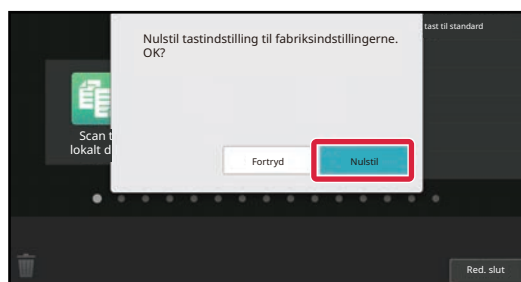 tast til standard
Nulstil tastindstilling til fabriksindstillingerne.
OK?
Scan t
lokalt d
Fortryd
Nulstil
Red. slut